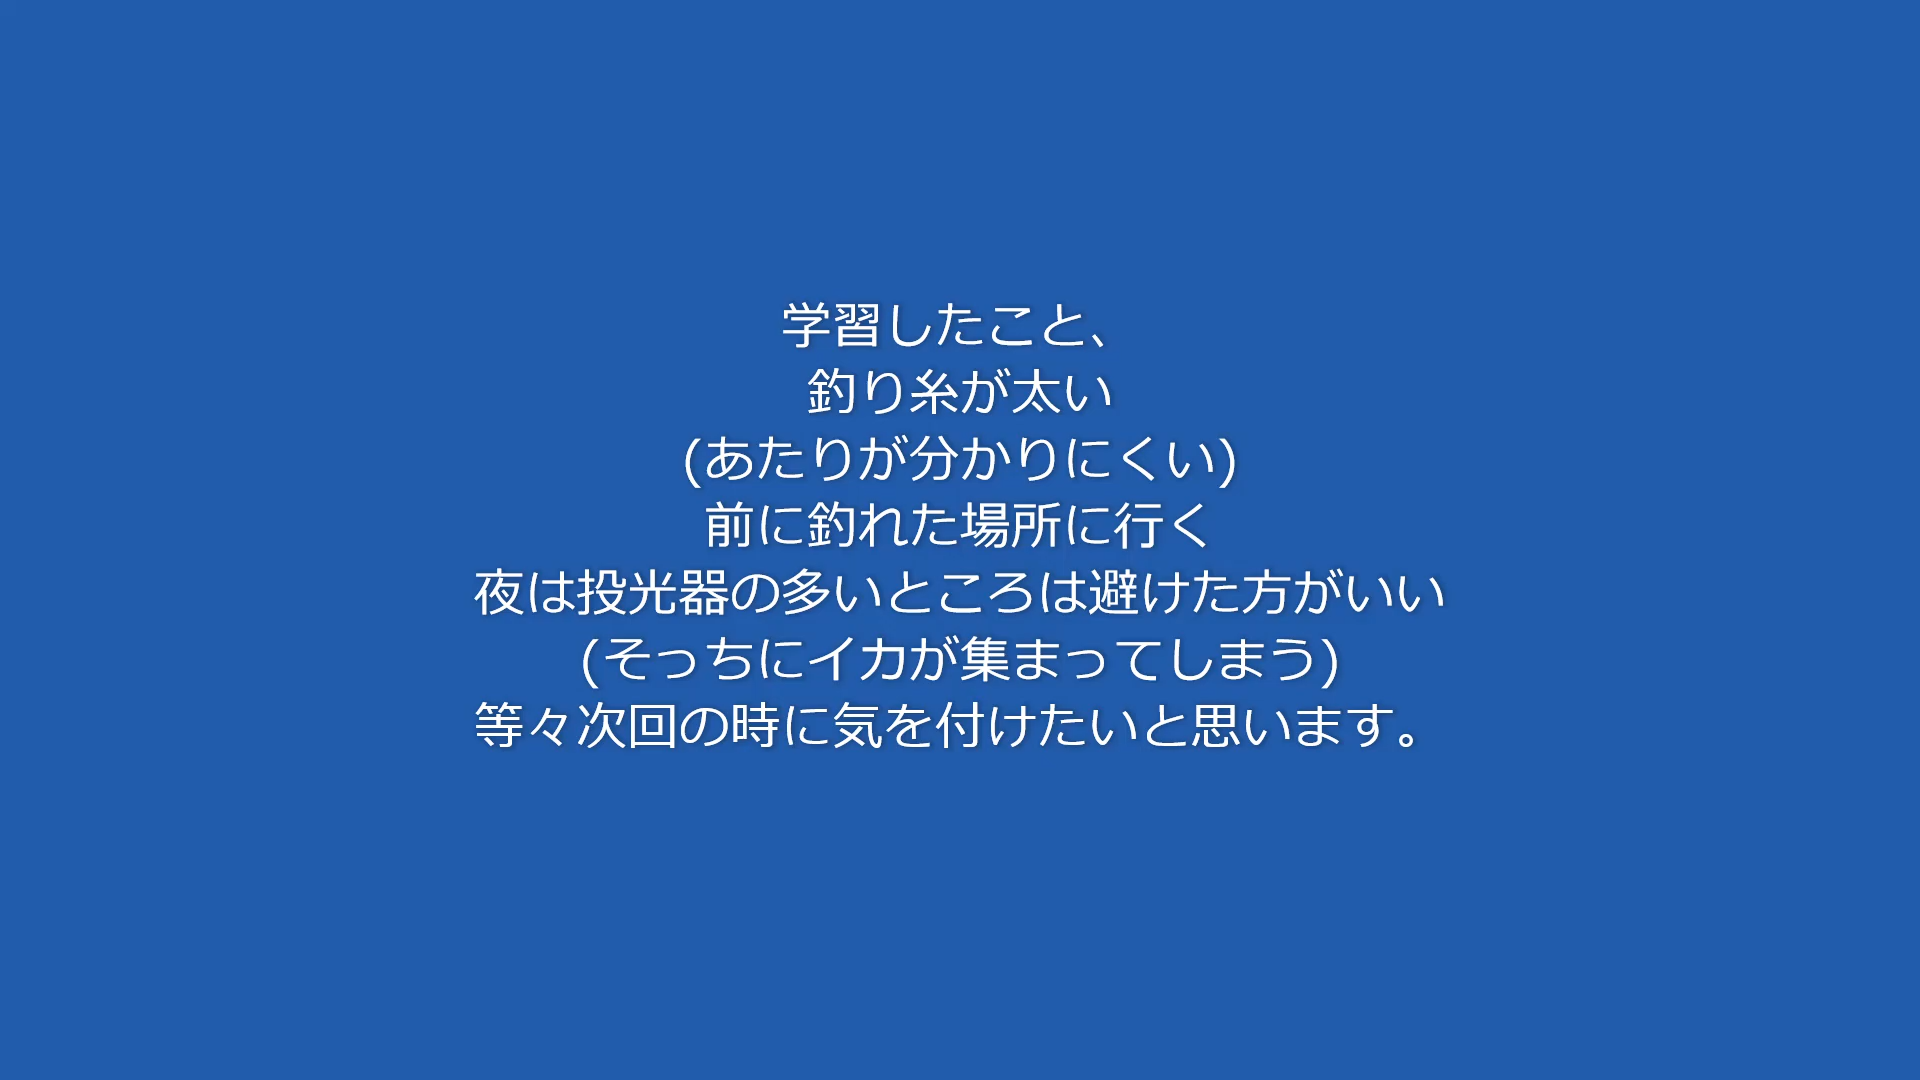 学習したこと、
釣り糸が太い
(あたりが分かりにくい)
前に釣れた場所に行く
夜は投光器の多いところは避けた方がいい
(そっちにイカが集まってしまう)
等々次回の時に気を付けたいと思います。